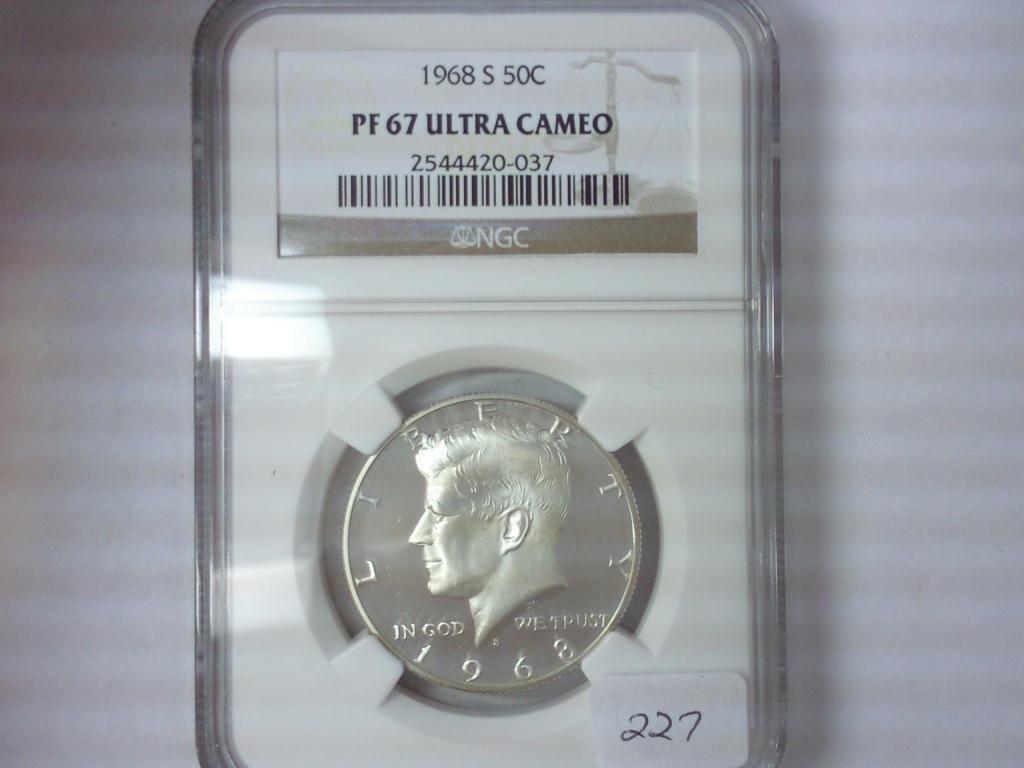 1968 S 50C
PF 67 ULTRA CAMEO
2544420-037
NGC
LIBERTY
IN GOD WE TRUST
S
1968
227